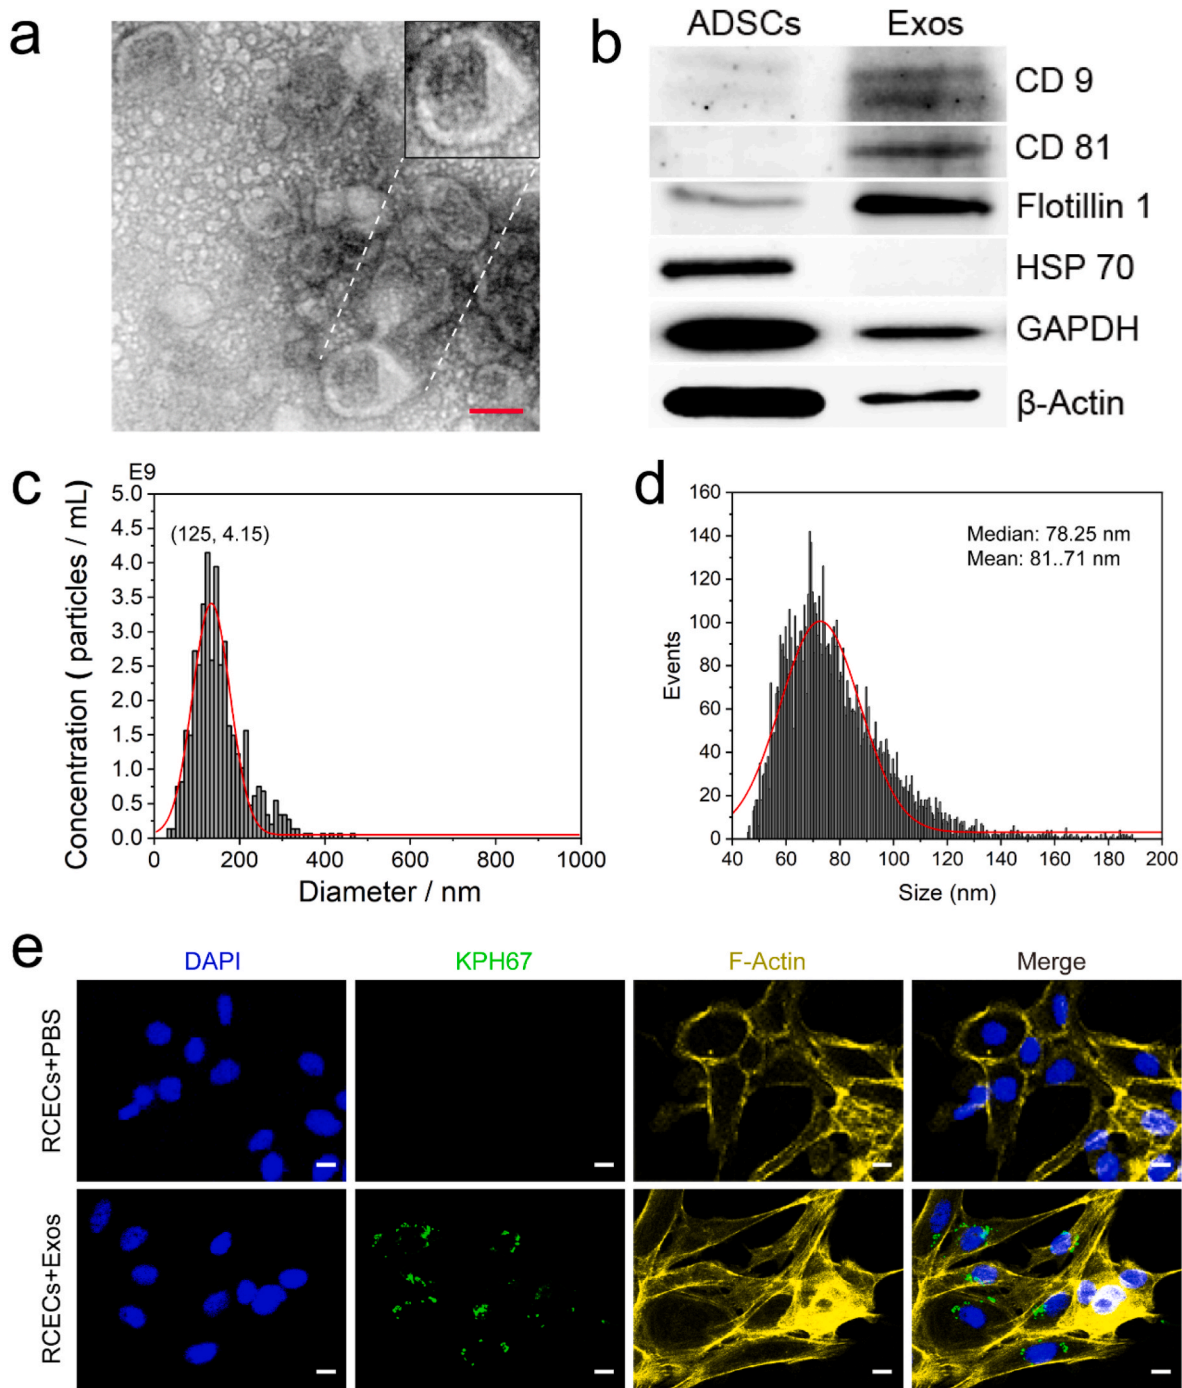 a
b
ADSCs Exos
CD 9
CD 81
Flotillin 1
HSP 70
GAPDH
β-Actin
c
E9
5.0
4.5
4.0
3.5
3.0
2.5
2.0
1.5
1.0
0.5
0.0
Concentration ( particles / mL)
(125, 4.15)
0 200 400 600 800 1000
Diameter / nm
d
160
140
120
100
80
60
40
20
0
Events
Median: 78.25 nm
Mean: 81..71 nm
40 60 80 100 120 140 160 180 200
Size (nm)
e
DAPI KPH67 F-Actin Merge
RCECs+PBS
RCECs+Exos